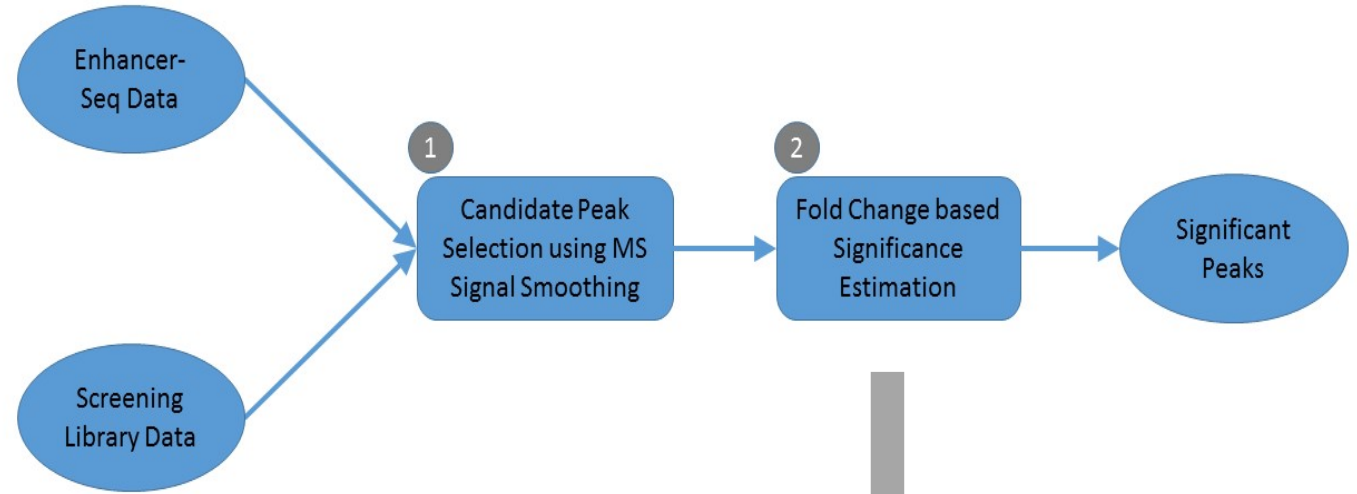 Enhancer-
Seq Data
1
2
Candidate Peak
Selection using MS
Signal Smoothing
Fold Change based
Significance
Estimation
Significant
Peaks
Screening
Library Data